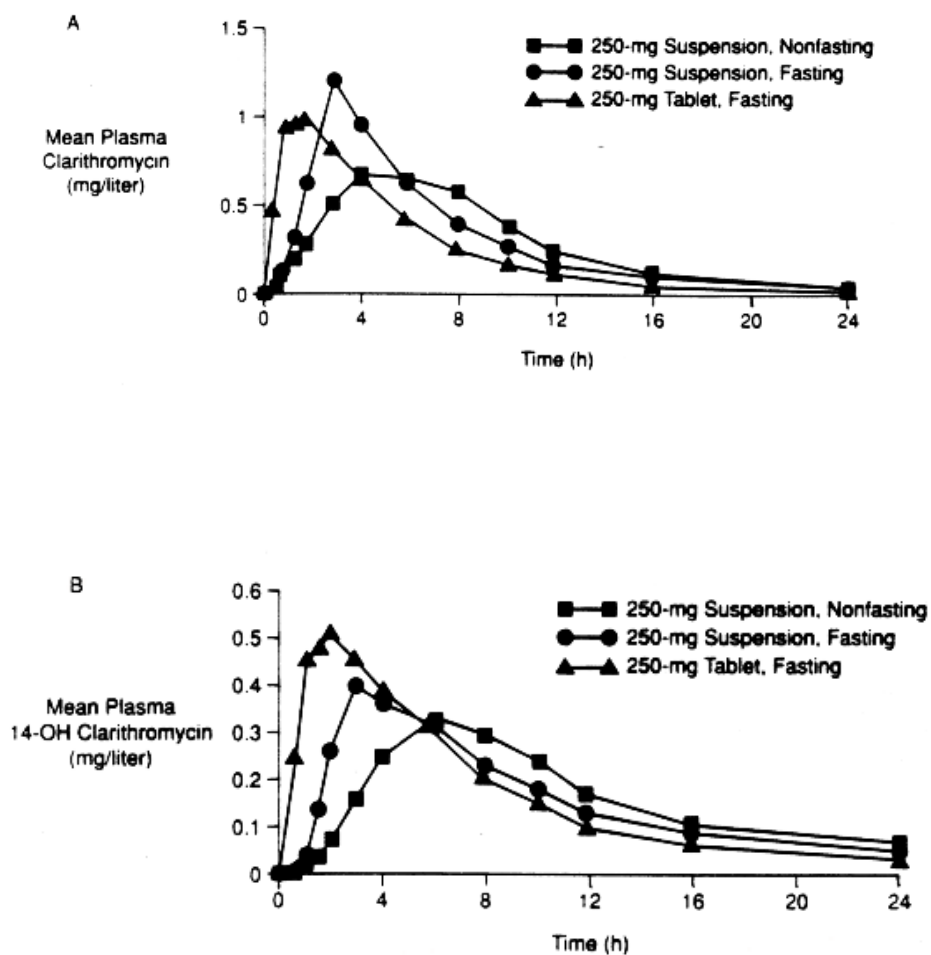 A
1.5
1
0.5
0
Mean Plasma
Clarithromycin
(mg/liter)
250-mg Suspension, Nonfasting
250-mg Suspension, Fasting
250-mg Tablet, Fasting
0 4 8 12 16 20 24
Time (h)
B
0.6
0.5
0.4
0.3
0.2
0.1
0
Mean Plasma
14-OH Clarithromycin
(mg/liter)
250-mg Suspension, Nonfasting
250-mg Suspension, Fasting
250-mg Tablet, Fasting
0 4 8 12 16 20 24
Time (h)